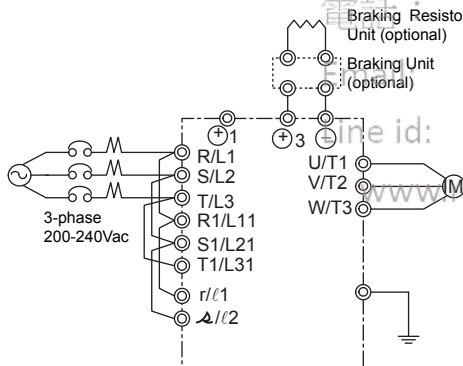 電話:
Braking Resisto
Unit (optional)
Email:
Braking Unit
(optional)
+1
+3
−
Line id:
R/L1
S/L2
T/L3
R1/L11
S1/L21
T1/L31
r/ℓ1
𝓈/ℓ2
U/T1
V/T2
W/T3
M
www.
3-phase
200-240Vac